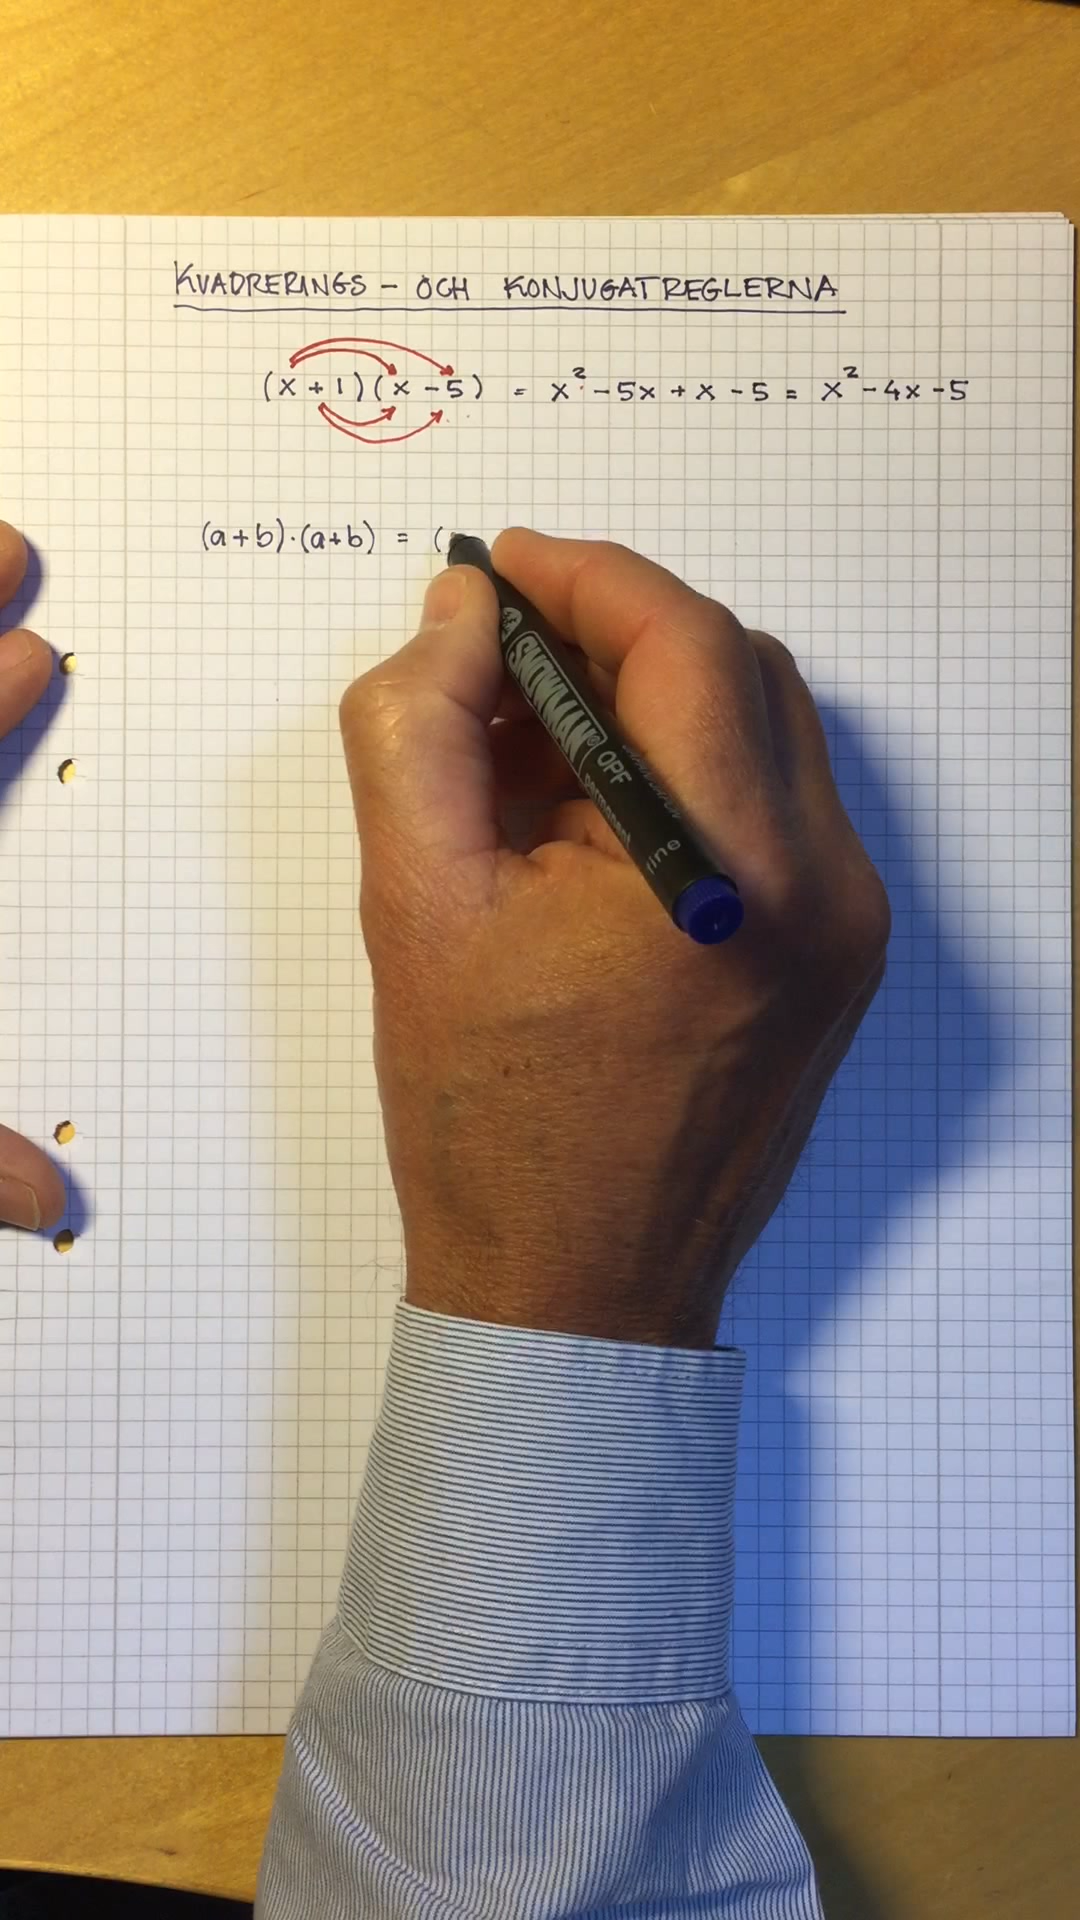 KVADRERINGS - OCH KONJUGATREGLERNA
(x + 1)(x - 5) = x² - 5x + x - 5 = x² - 4x - 5
(a+b)·(a+b) = (
SNOWMAN® OPF
permanent
fine